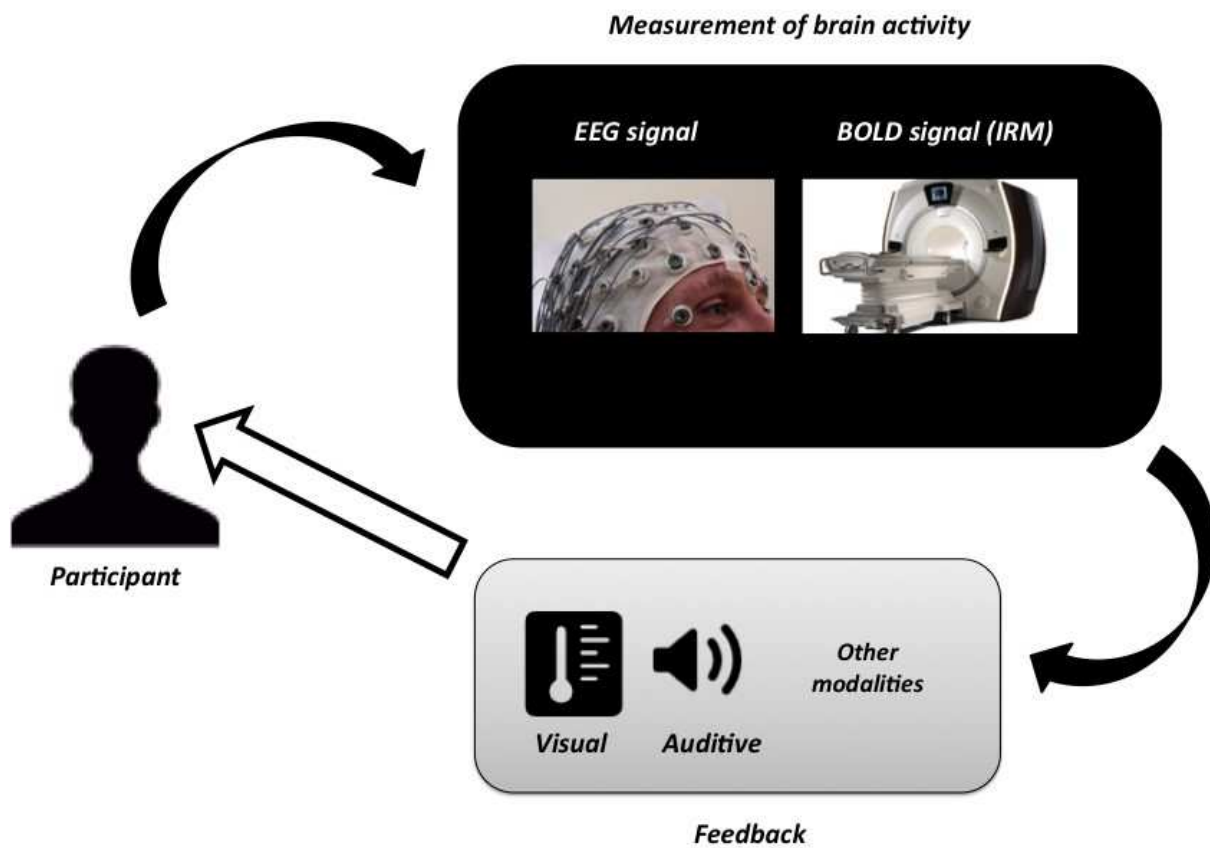 Measurement of brain activity
EEG signal
BOLD signal (IRM)
Participant
Other
modalities
Visual
Auditive
Feedback